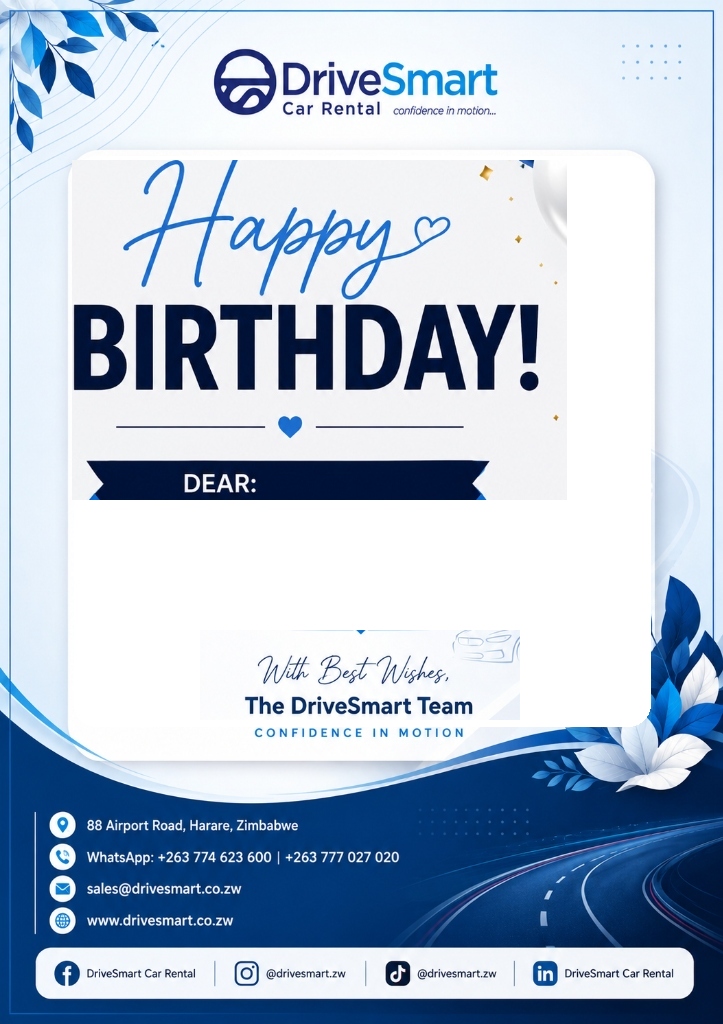 DriveSmart
Car Rental confidence in motion...
Happy
BIRTHDAY!
DEAR:
With Best Wishes,
The DriveSmart Team
CONFIDENCE IN MOTION
88 Airport Road, Harare, Zimbabwe
WhatsApp: +263 774 623 600 | +263 777 027 020
sales@drivesmart.co.zw
www.drivesmart.co.zw
DriveSmart Car Rental @drivesmart.zw @drivesmart.zw DriveSmart Car Rental